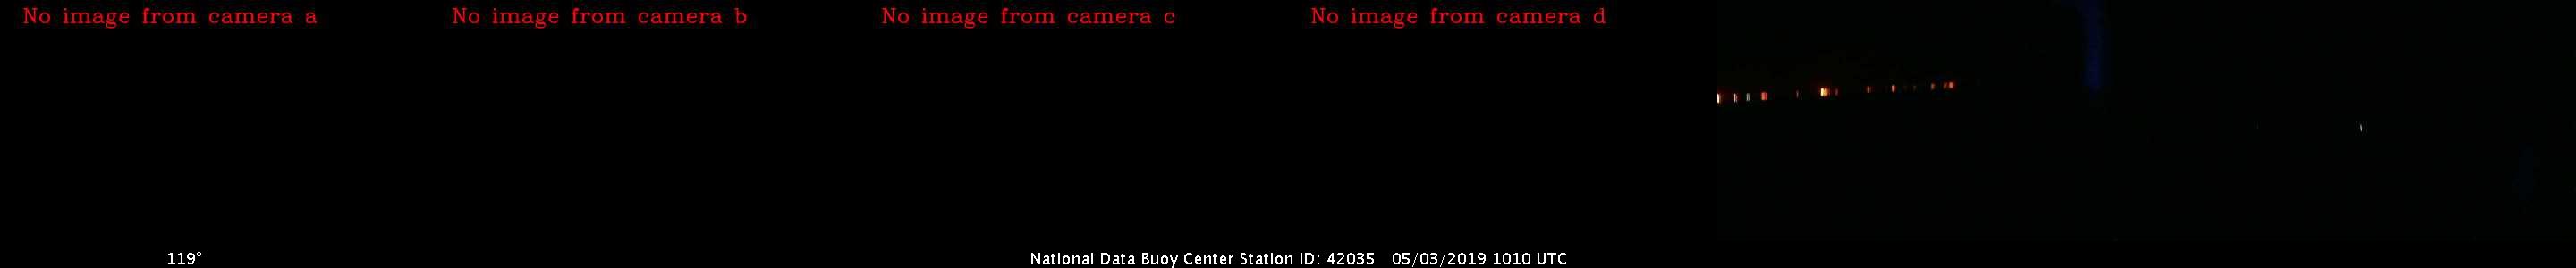 No image from camera a
No image from camera b
No image from camera c
No image from camera d
119°
National Data Buoy Center Station ID: 42035 05/03/2019 1010 UTC